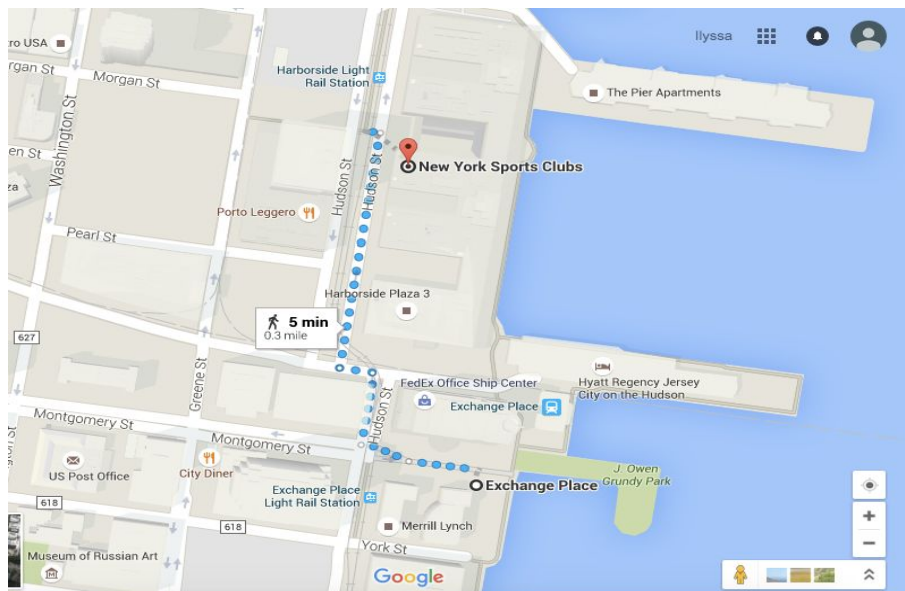 Ilyssa
ro USA
rgan St
Morgan St
Harborside Light
Rail Station
The Pier Apartments
Washington St
en St
za
New York Sports Clubs
Hudson St
Hudson St
Porto Leggero
Pearl St
Harborside Plaza 3
5 min
0.3 mile
627
Greene St
FedEx Office Ship Center
Hyatt Regency Jersey
City on the Hudson
Exchange Place
Hudson St
Montgomery St
Montgomery St
City Diner
US Post Office
J. Owen
Grundy Park
Exchange Place
Exchange Place
Light Rail Station
618
618
Merrill Lynch
York St
Museum of Russian Art
Google